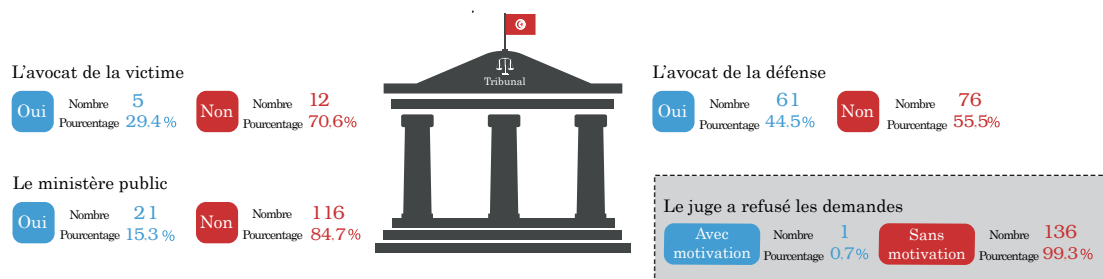 Tribunal
L'avocat de la victime
Oui Nombre 5 Pourcentage 29.4 % Non Nombre 12 Pourcentage 70.6%
L'avocat de la défense
Oui Nombre 61 Pourcentage 44.5% Non Nombre 76 Pourcentage 55.5%
Le ministère public
Oui Nombre 21 Pourcentage 15.3 % Non Nombre 116 Pourcentage 84.7%
Le juge a refusé les demandes
Avec motivation Nombre 1 Pourcentage 0.7% Sans motivation Nombre 136 Pourcentage 99.3%